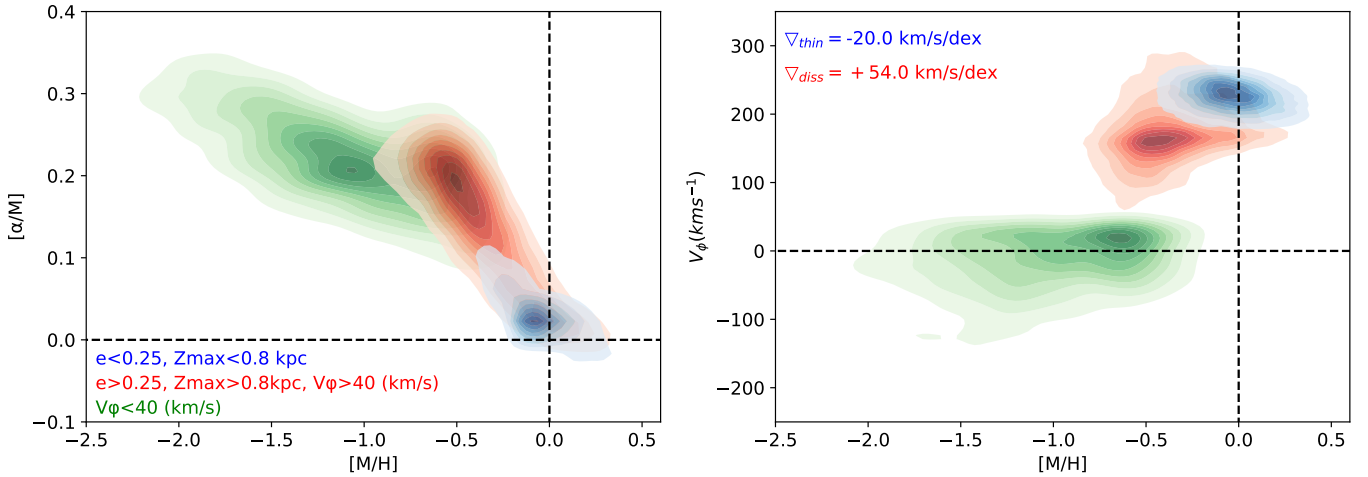 0.4
0.3
0.2
0.1
0.0
−0.1
[α/M]
e<0.25, Zmax<0.8 kpc
e>0.25, Zmax>0.8kpc, Vφ>40 (km/s)
Vφ<40 (km/s)
−2.5 −2.0 −1.5 −1.0 −0.5 0.0 0.5
[M/H]
300
200
100
0
−100
−200
V_ϕ(kms⁻¹)
▽_thin = -20.0 km/s/dex
▽_diss = + 54.0 km/s/dex
−2.5 −2.0 −1.5 −1.0 −0.5 0.0 0.5
[M/H]